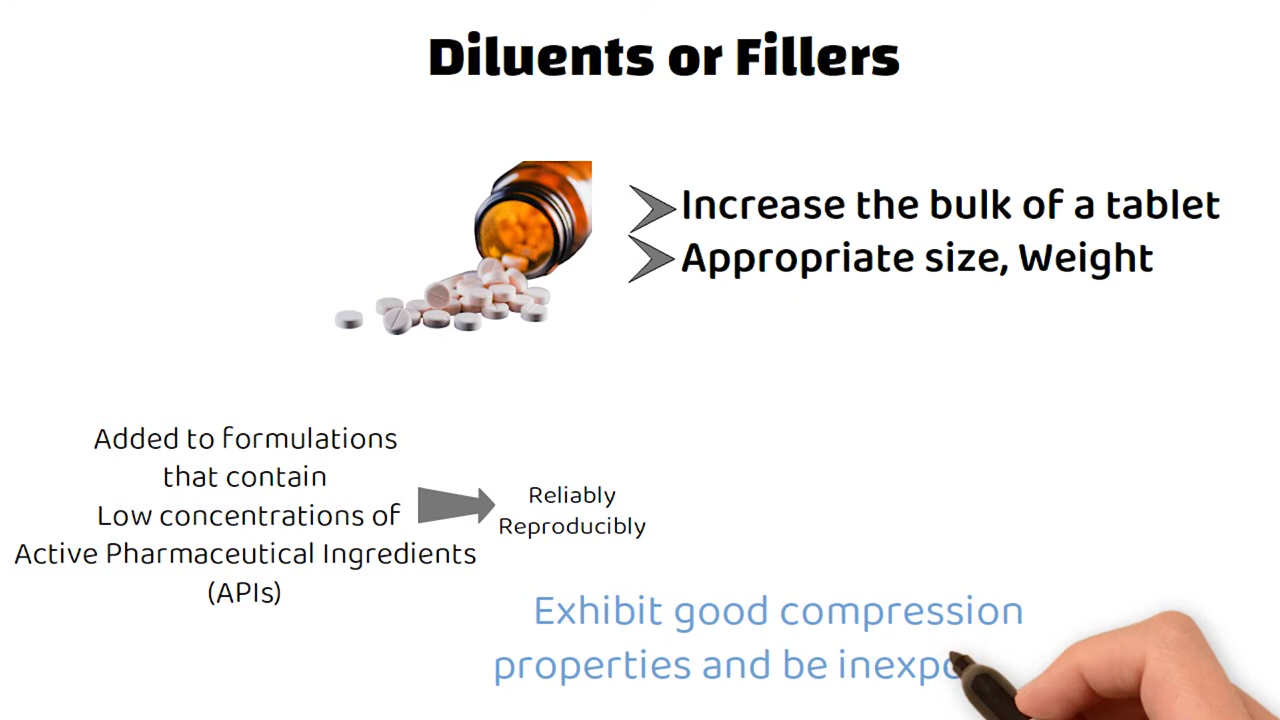 Diluents or Fillers
Increase the bulk of a tablet
Appropriate size, Weight
Added to formulations
that contain
Low concentrations of
Active Pharmaceutical Ingredients
(APIs)
Reliably
Reproducibly
Exhibit good compression
properties and be